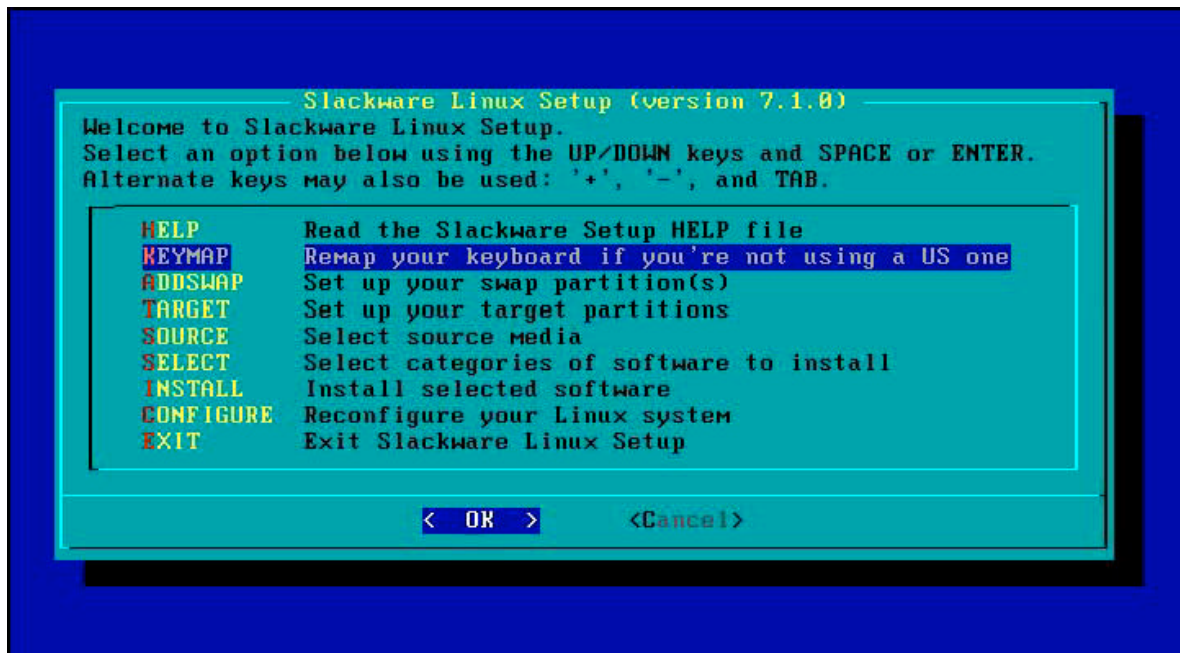 Slackware Linux Setup (version 7.1.0)
Welcome to Slackware Linux Setup.
Select an option below using the UP/DOWN keys and SPACE or ENTER.
Alternate keys may also be used: '+', '-', and TAB.
HELP Read the Slackware Setup HELP file
KEYMAP Remap your keyboard if you're not using a US one
ADDSWAP Set up your swap partition(s)
TARGET Set up your target partitions
SOURCE Select source media
SELECT Select categories of software to install
INSTALL Install selected software
CONFIGURE Reconfigure your Linux system
EXIT Exit Slackware Linux Setup
< OK > <Cancel>